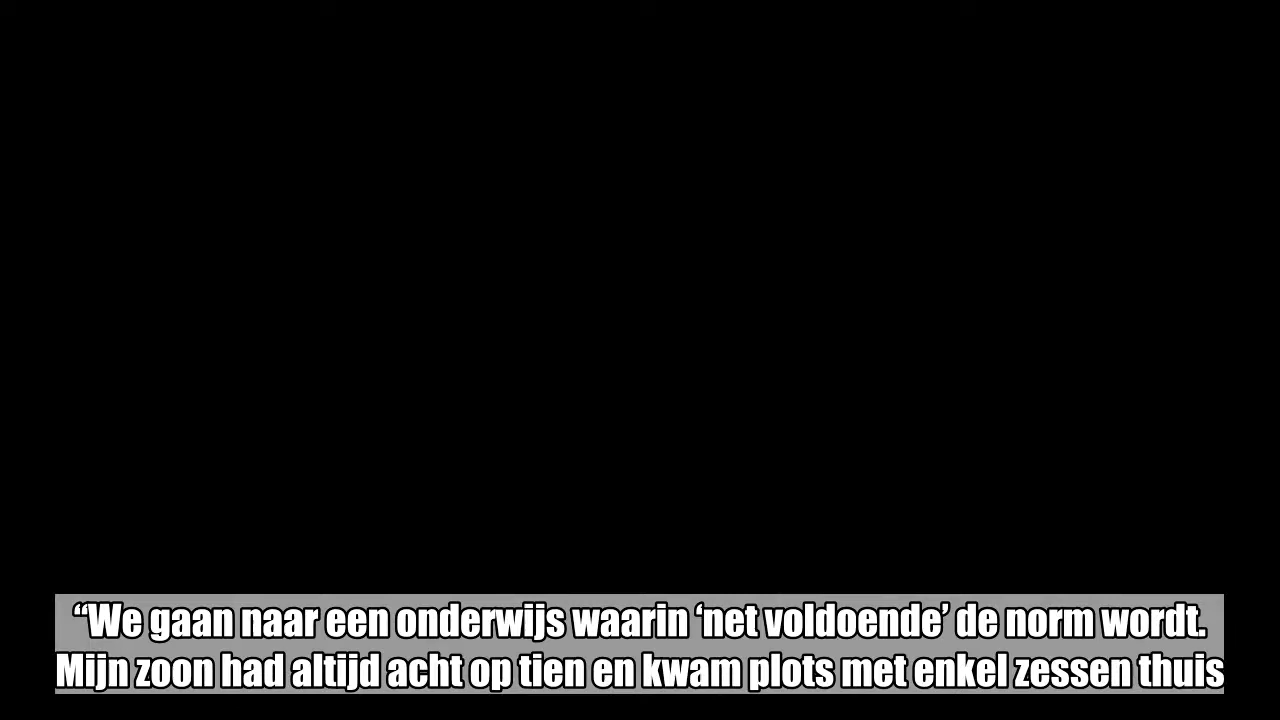 “We gaan naar een onderwijs waarin ‘net voldoende’ de norm wordt.
Mijn zoon had altijd acht op tien en kwam plots met enkel zessen thuis